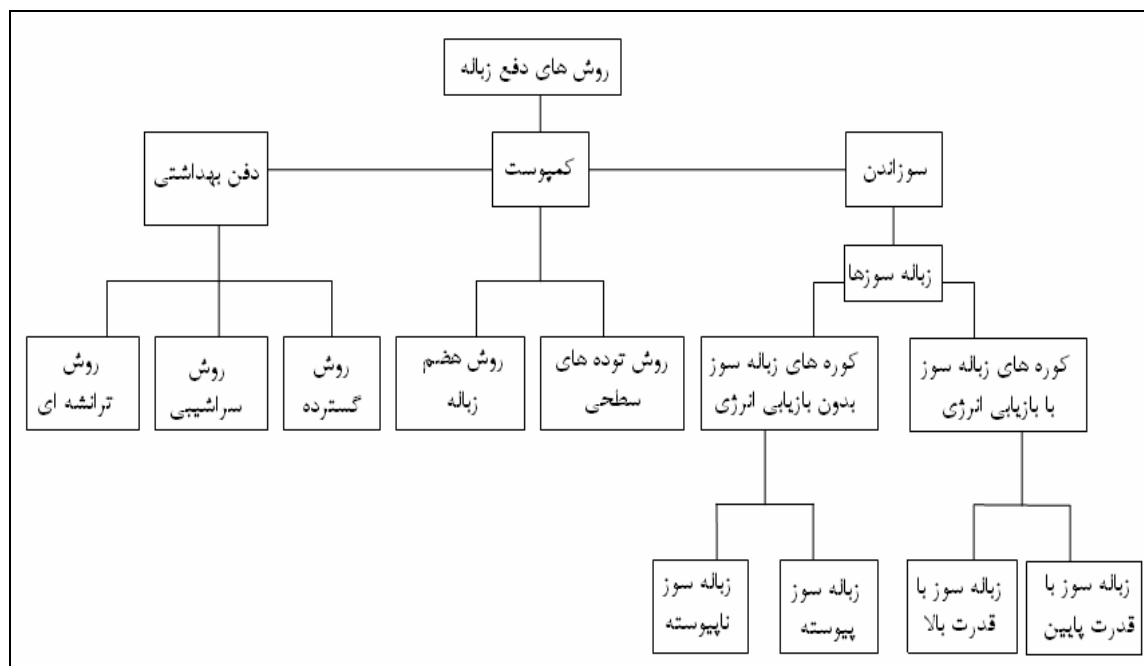 روش های دفع زباله
سوزاندن
کمپوست
دفن بهداشتی
زباله سوزها
کوره های زباله سوز
با بازیابی انرژی
کوره های زباله سوز
بدون بازیابی انرژی
روش توده های
سطحی
روش هضم
زباله
روش
گسترده
روش
سراشیبی
روش
ترانشه ای
زباله سوز با
قدرت پایین
زباله سوز با
قدرت بالا
زباله سوز
پیوسته
زباله سوز
ناپیوسته